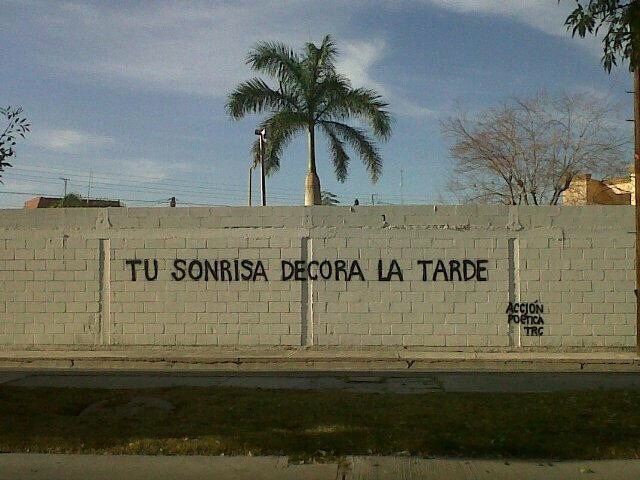 TU SONRISA DECORA LA TARDE
ACCIÓN
POÉTICA
TRC